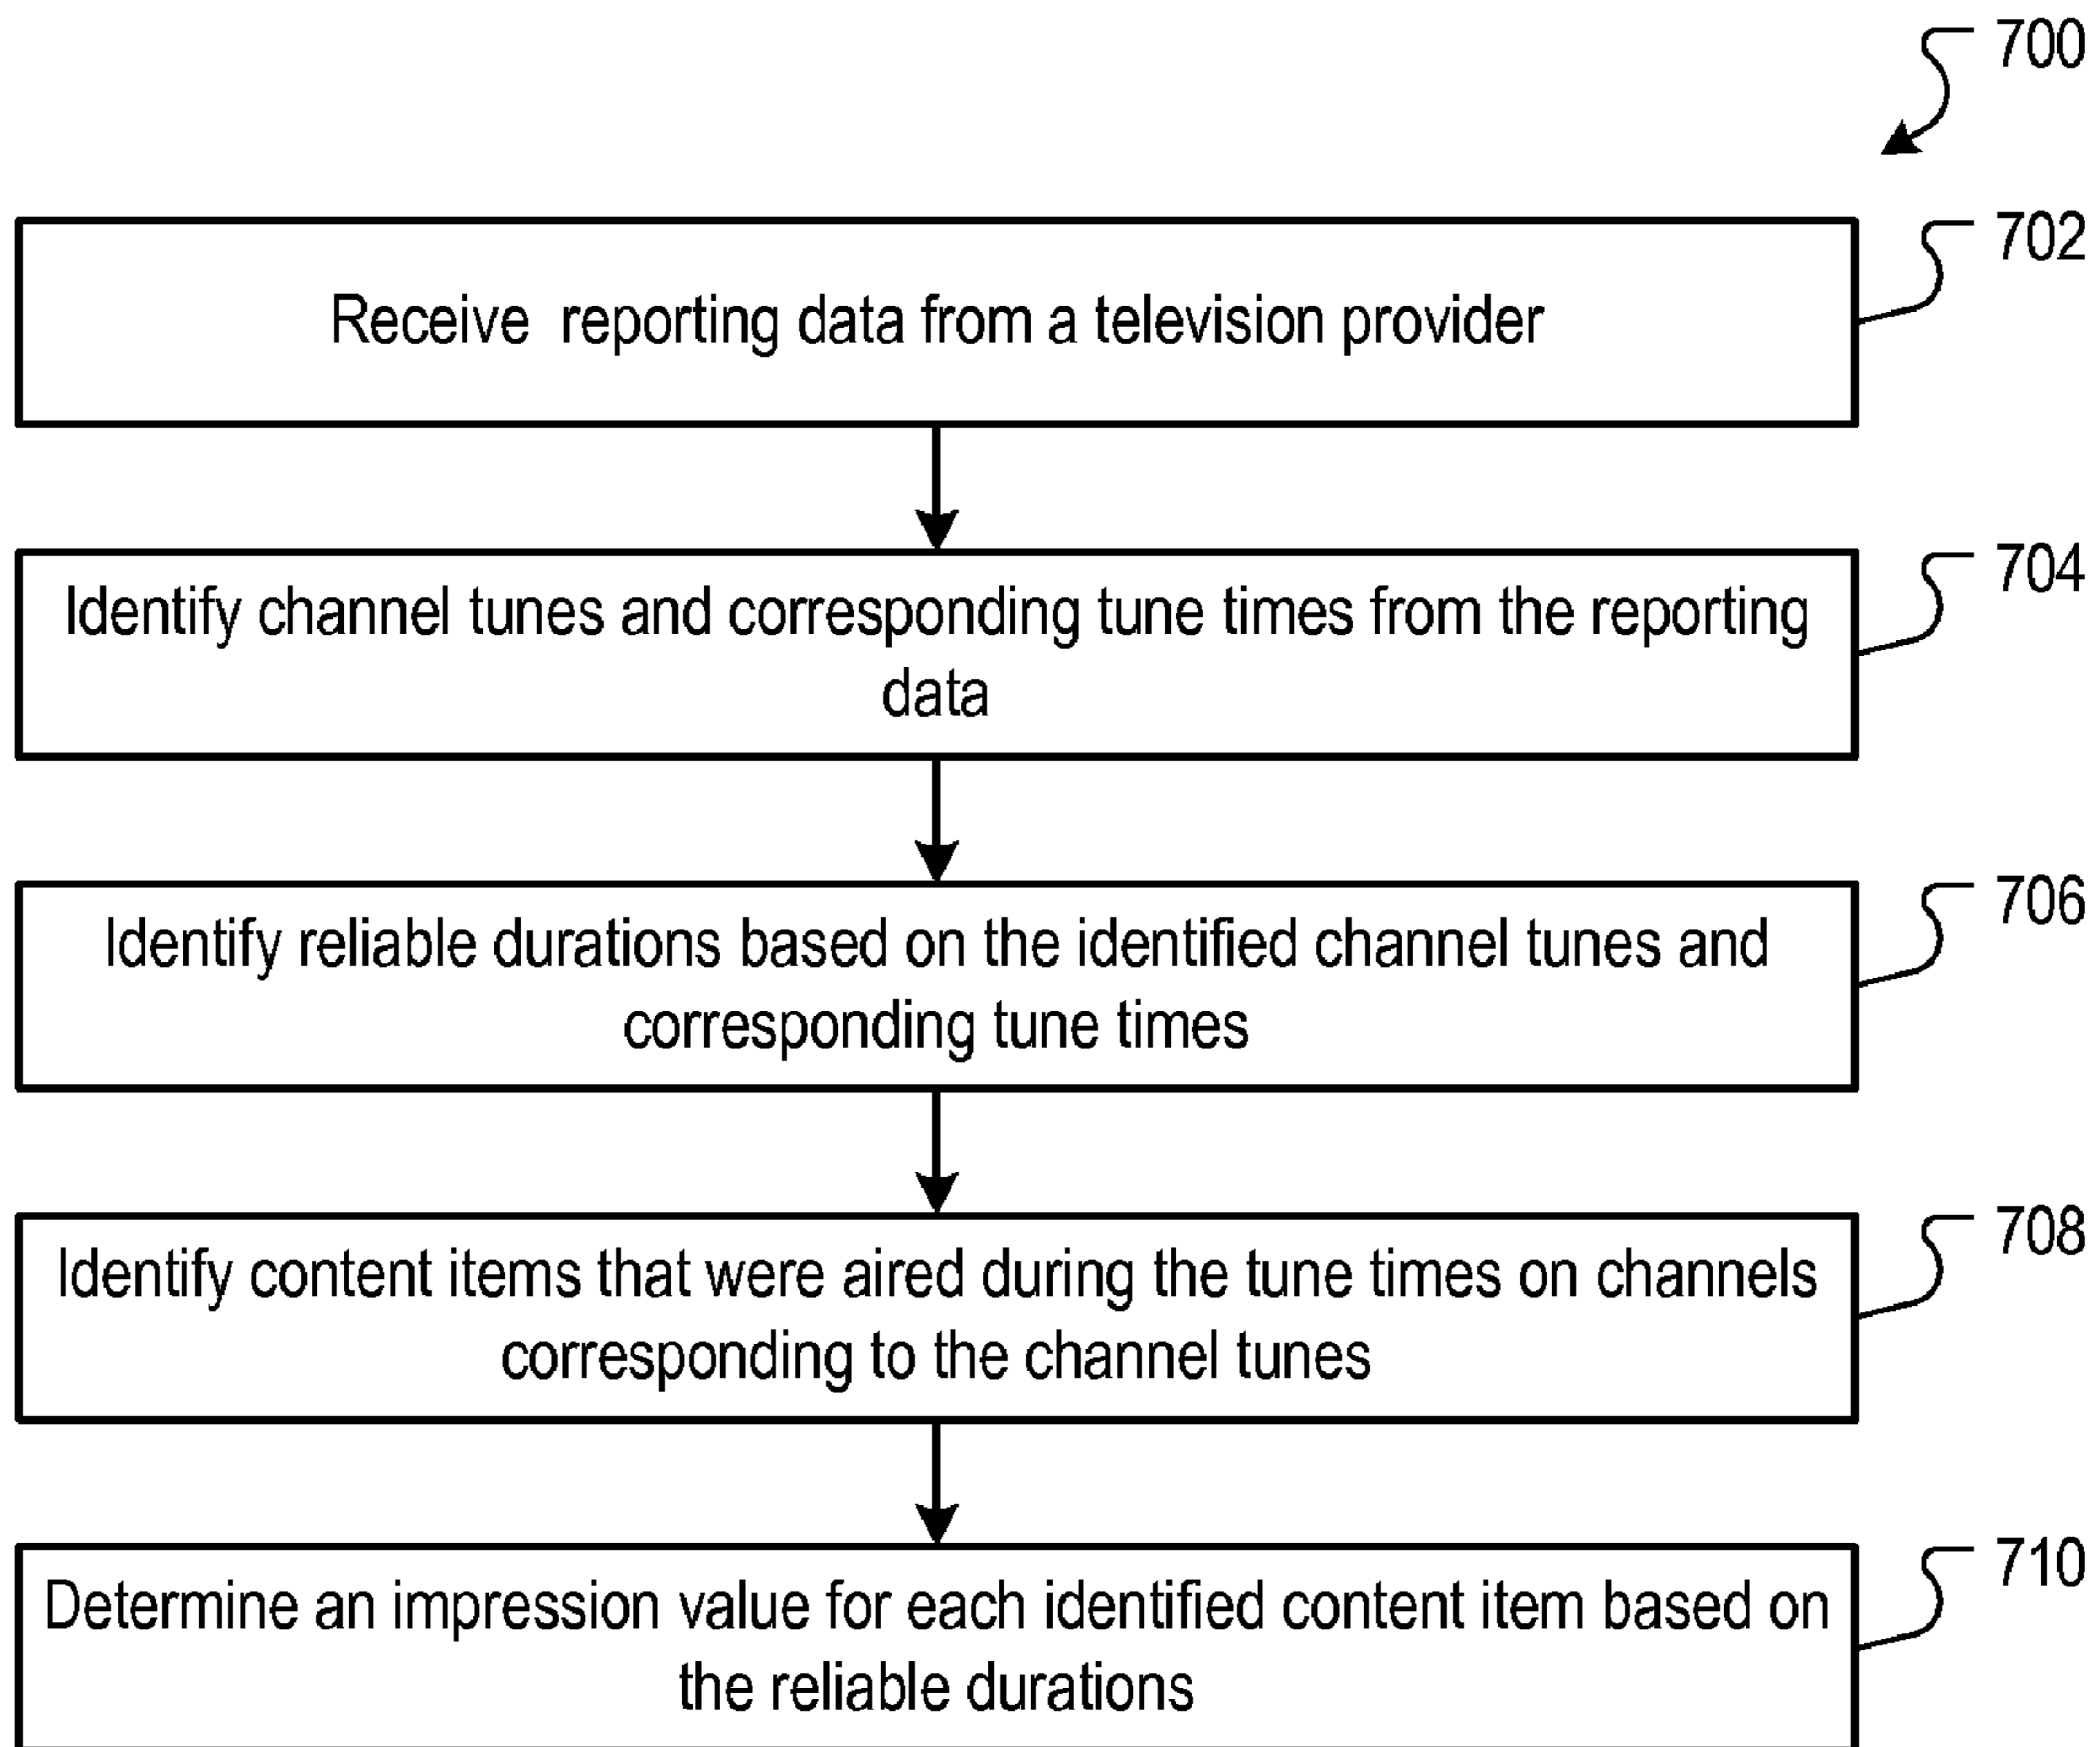 700
702
Receive reporting data from a television provider
704
Identify channel tunes and corresponding tune times from the reporting
data
706
Identify reliable durations based on the identified channel tunes and
corresponding tune times
708
Identify content items that were aired during the tune times on channels
corresponding to the channel tunes
710
Determine an impression value for each identified content item based on
the reliable durations